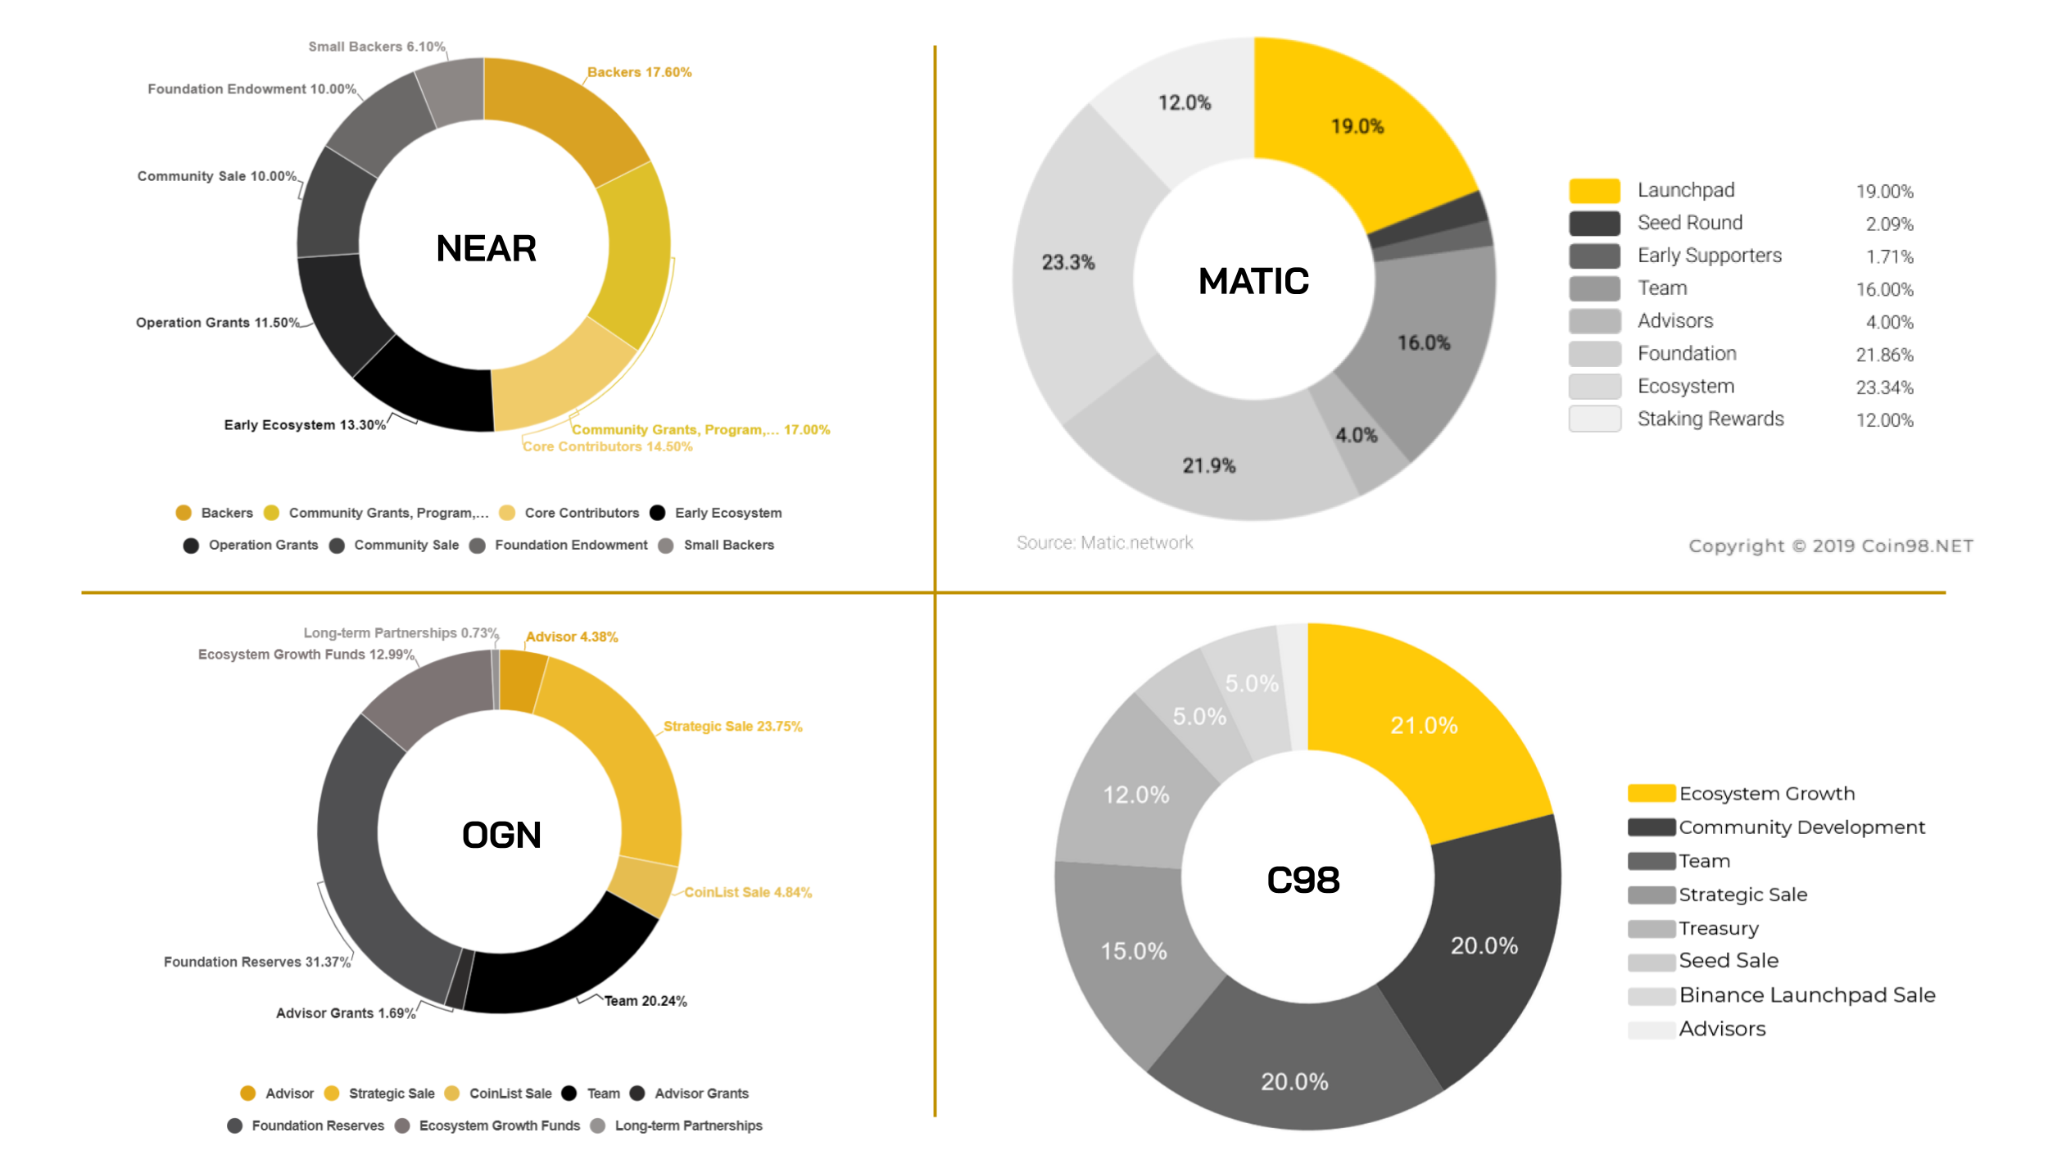 Small Backers 6.10%
Backers 17.60%
Foundation Endowment 10.00%
Community Sale 10.00%
NEAR
Operation Grants 11.50%
Early Ecosystem 13.30%
Community Grants, Program,... 17.00%
Core Contributors 14.50%
Backers
Community Grants, Program,...
Core Contributors
Early Ecosystem
Operation Grants
Community Sale
Foundation Endowment
Small Backers
12.0%
19.0%
23.3%
MATIC
16.0%
4.0%
21.9%
Launchpad 19.00%
Seed Round 2.09%
Early Supporters 1.71%
Team 16.00%
Advisors 4.00%
Foundation 21.86%
Ecosystem 23.34%
Staking Rewards 12.00%
Source: Matic.network
Copyright © 2019 Coin98.NET
Long-term Partnerships 0.73%
Advisor 4.38%
Ecosystem Growth Funds 12.99%
Strategic Sale 23.75%
OGN
CoinList Sale 4.84%
Foundation Reserves 31.37%
Team 20.24%
Advisor Grants 1.69%
Advisor
Strategic Sale
CoinList Sale
Team
Advisor Grants
Foundation Reserves
Ecosystem Growth Funds
Long-term Partnerships
5.0%
5.0%
21.0%
12.0%
C98
15.0%
20.0%
20.0%
Ecosystem Growth
Community Development
Team
Strategic Sale
Treasury
Seed Sale
Binance Launchpad Sale
Advisors